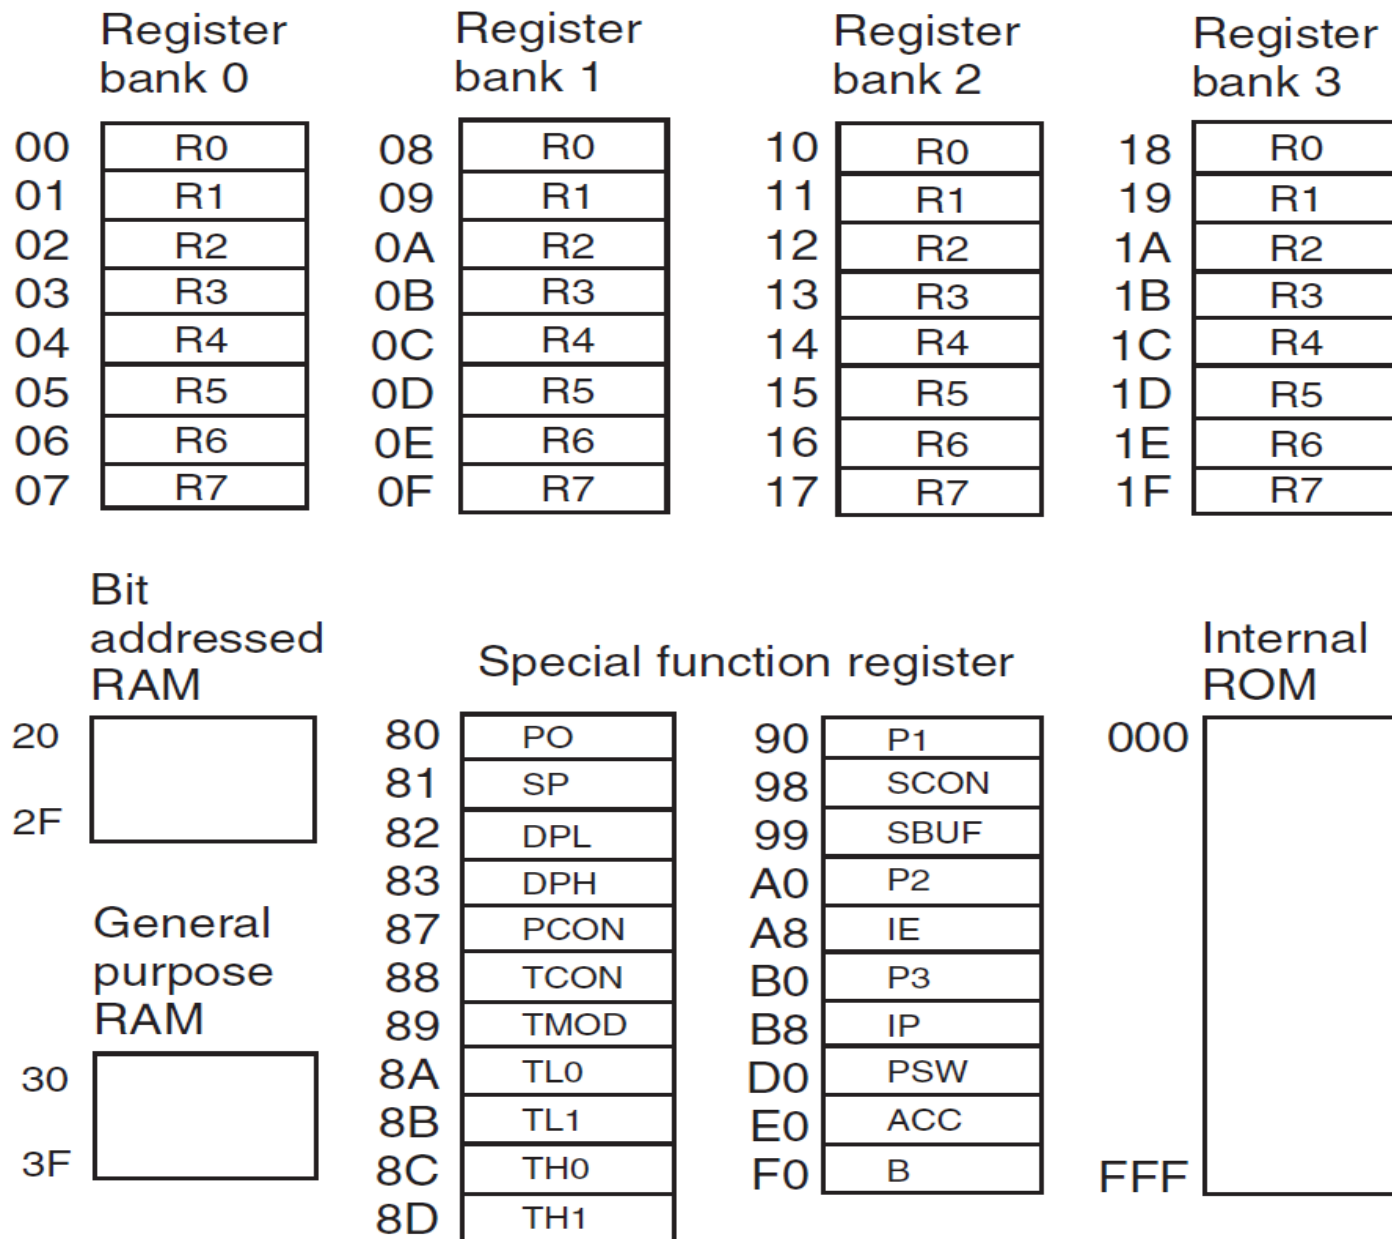 Register
bank 0
Register
bank 1
Register
bank 2
Register
bank 3
00 R0 08 R0 10 R0 18 R0
01 R1 09 R1 11 R1 19 R1
02 R2 0A R2 12 R2 1A R2
03 R3 0B R3 13 R3 1B R3
04 R4 0C R4 14 R4 1C R4
05 R5 0D R5 15 R5 1D R5
06 R6 0E R6 16 R6 1E R6
07 R7 0F R7 17 R7 1F R7
Bit
addressed
RAM
20
2F
General
purpose
RAM
30
3F
Special function register
80 PO
81 SP
82 DPL
83 DPH
87 PCON
88 TCON
89 TMOD
8A TL0
8B TL1
8C TH0
8D TH1
90 P1
98 SCON
99 SBUF
A0 P2
A8 IE
B0 P3
B8 IP
D0 PSW
E0 ACC
F0 B
Internal
ROM
000
FFF